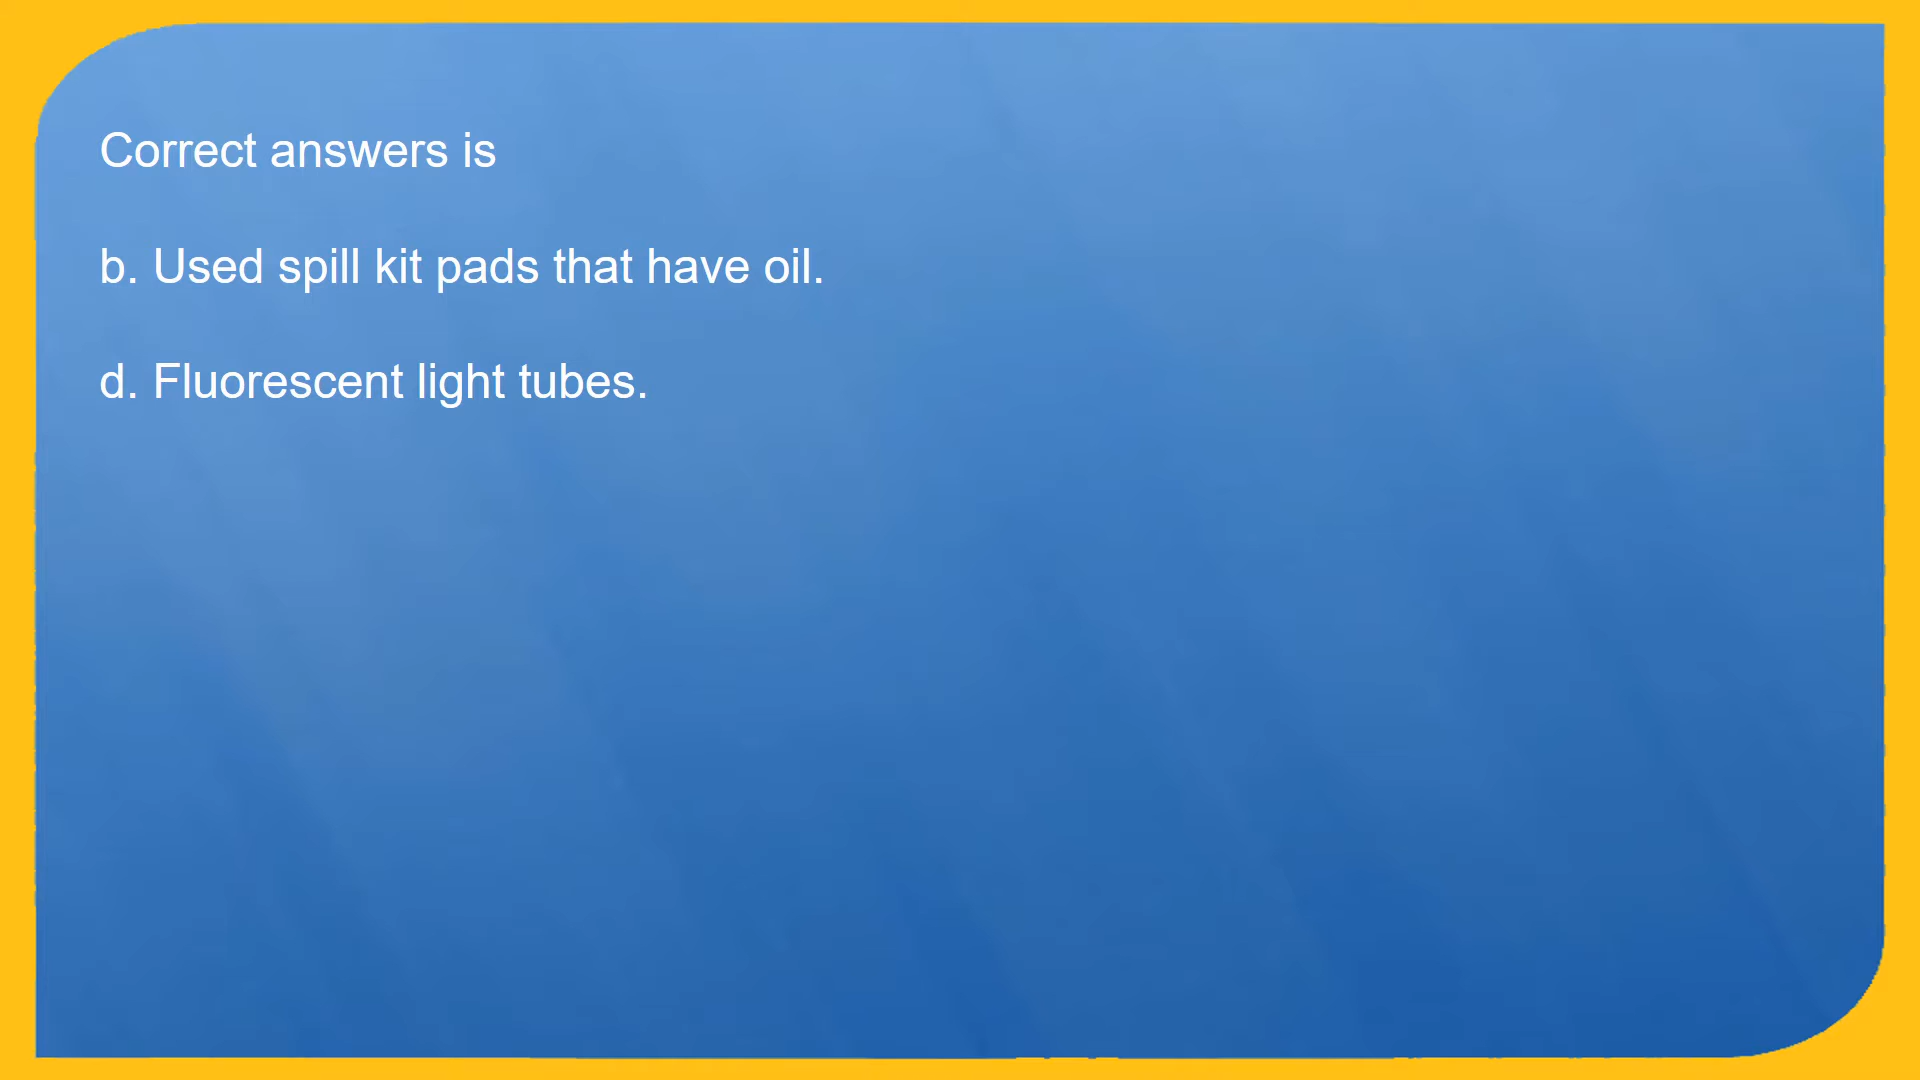 Correct answers is
b. Used spill kit pads that have oil.
d. Fluorescent light tubes.